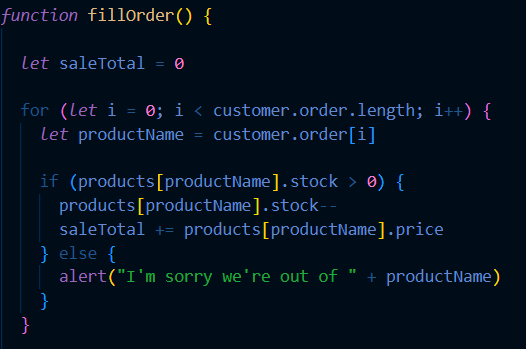 function fillOrder() {
let saleTotal = 0
for (let i = 0; i < customer.order.length; i++) {
let productName = customer.order[i]
if (products[productName].stock > 0) {
products[productName].stock--
saleTotal += products[productName].price
} else {
alert("I'm sorry we're out of " + productName)
}
}